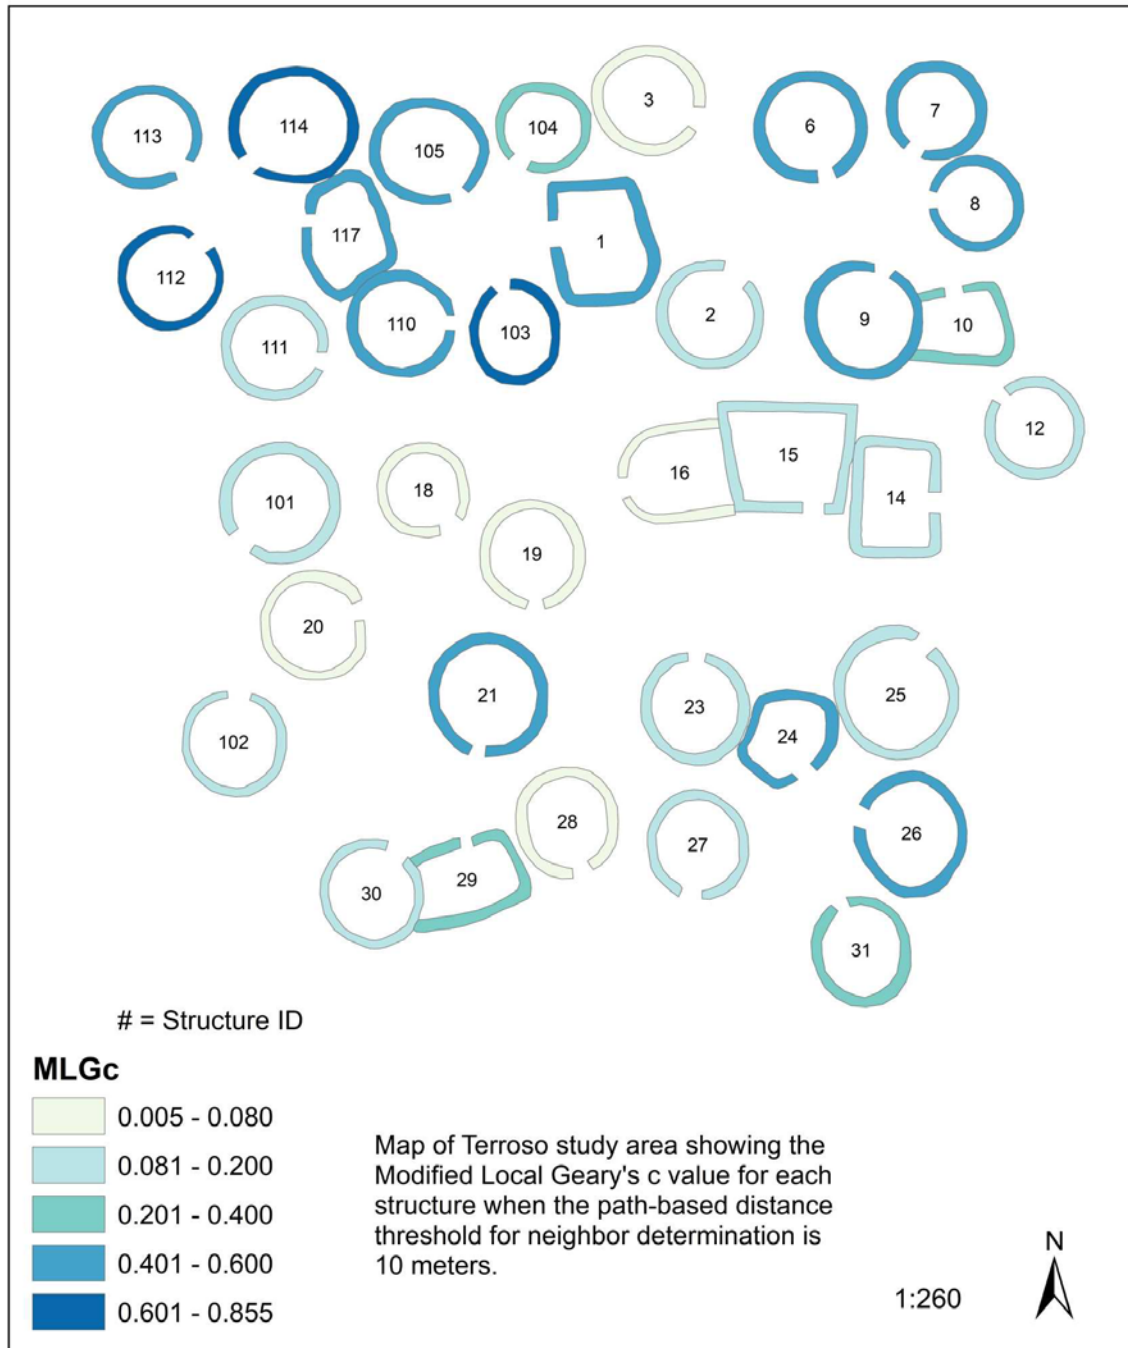 3
7
6
114
104
113
105
8
117
1
112
2
9
110
10
103
111
12
15
16
18
14
101
19
20
21
25
23
24
102
28
26
27
29
30
31
# = Structure ID
MLGc
0.005 - 0.080
0.081 - 0.200
0.201 - 0.400
0.401 - 0.600
0.601 - 0.855
Map of Terroso study area showing the
Modified Local Geary's c value for each
structure when the path-based distance
threshold for neighbor determination is
10 meters.
N
1:260